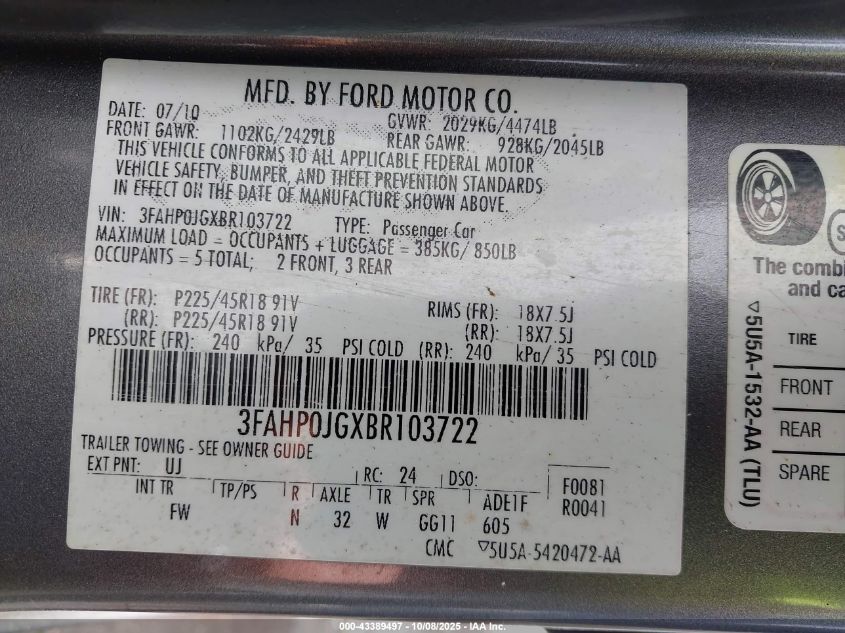 MFD. BY FORD MOTOR CO.
DATE: 07/10 GVWR: 2029KG/4474LB
FRONT GAWR: 1102KG/2429LB REAR GAWR: 928KG/2045LB
THIS VEHICLE CONFORMS TO ALL APPLICABLE FEDERAL MOTOR
VEHICLE SAFETY, BUMPER, AND THEFT PREVENTION STANDARDS
IN EFFECT ON THE DATE OF MANUFACTURE SHOWN ABOVE.
VIN: 3FAHP0JGXBR103722 TYPE: Passenger Car
MAXIMUM LOAD = OCCUPANTS + LUGGAGE = 385KG/ 850LB
OCCUPANTS = 5 TOTAL; 2 FRONT, 3 REAR
TIRE (FR): P225/45R18 91V RIMS (FR): 18X7.5J
(RR): P225/45R18 91V (RR): 18X7.5J
PRESSURE (FR): 240 kPa/ 35 PSI COLD (RR): 240 kPa/ 35 PSI COLD
3FAHP0JGXBR103722
TRAILER TOWING - SEE OWNER GUIDE
EXT PNT: UJ RC: 24 DSO: F0081
INT TR TP/PS R AXLE TR SPR ADE1F R0041
FW N 32 W GG11 605
CMC ▽5U5A-5420472-AA
The combi
and ca
TIRE
FRONT
REAR
SPARE
▽5U5A-1532-AA (TLU)
000-43389497 - 10/08/2025 - IAA Inc.